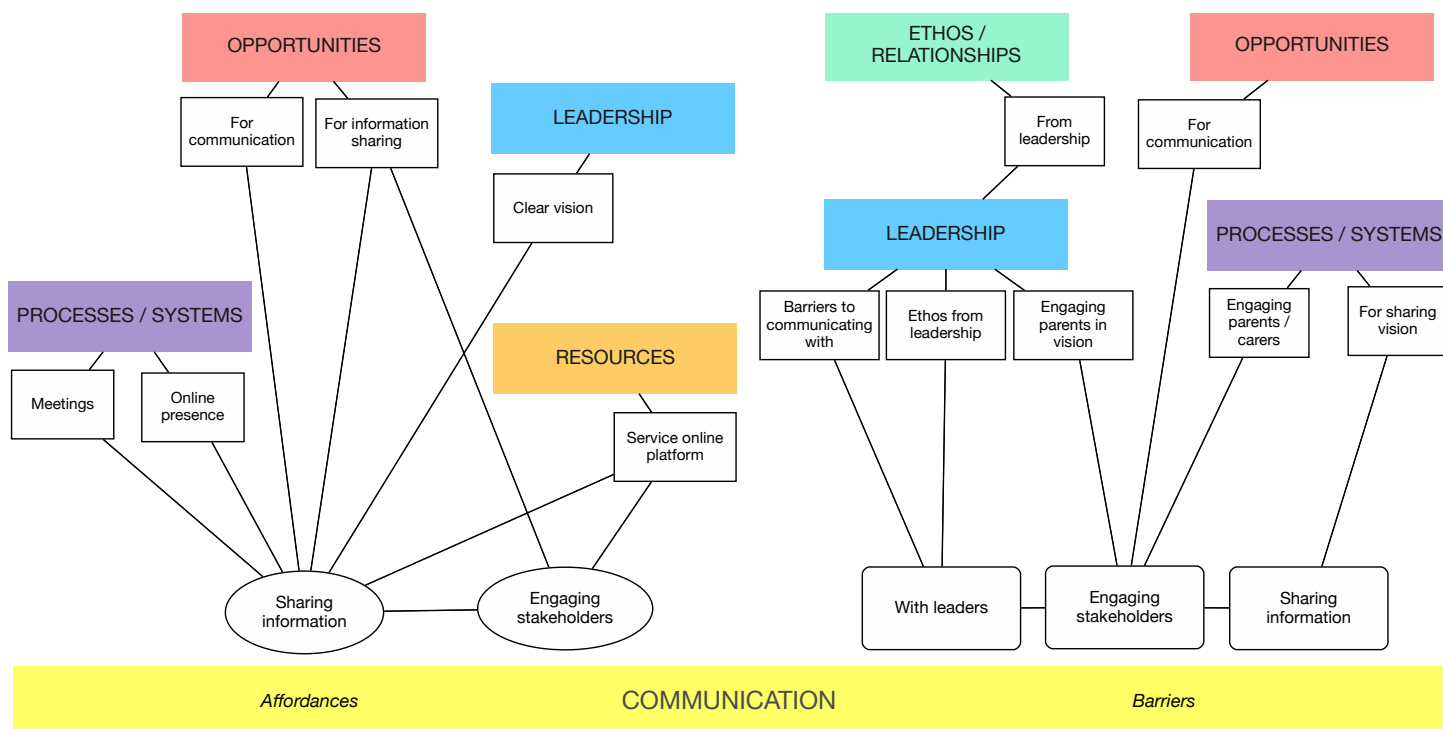 OPPORTUNITIES
For
communication
For information
sharing
LEADERSHIP
Clear vision
PROCESSES / SYSTEMS
Meetings
Online
presence
RESOURCES
Service online
platform
Sharing
information
Engaging
stakeholders
ETHOS /
RELATIONSHIPS
From
leadership
OPPORTUNITIES
For
communication
LEADERSHIP
Barriers to
communicating
with
Ethos from
leadership
Engaging
parents in
vision
PROCESSES / SYSTEMS
Engaging
parents /
carers
For sharing
vision
With leaders
Engaging
stakeholders
Sharing
information
Affordances
COMMUNICATION
Barriers